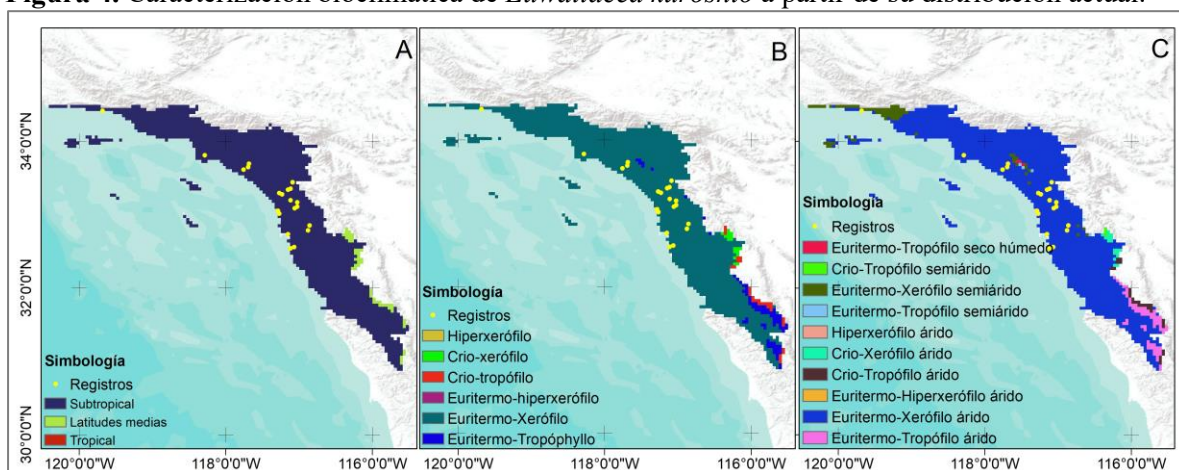 Figura 4. Caracterización bioclimática de Euwallacea kuroshio a partir de su distribución actual.
A
34°0'0"N
32°0'0"N
30°0'0"N
Simbología
Registros
Subtropical
Latitudes medias
Tropical
120°0'0"W 118°0'0"W 116°0'0"W
B
Simbología
Registros
Hiperxerófilo
Crio-xerófilo
Crio-tropófilo
Euritermo-hiperxerófilo
Euritermo-Xerófilo
Euritermo-Tropóphyllo
120°0'0"W 118°0'0"W 116°0'0"W
C
Simbología
Registros
Euritermo-Tropófilo seco húmedo
Crio-Tropófilo semiárido
Euritermo-Xerófilo semiárido
Euritermo-Tropófilo semiárido
Hiperxerófilo árido
Crio-Xerófilo árido
Crio-Tropófilo árido
Euritermo-Hiperxerófilo árido
Euritermo-Xerófilo árido
Euritermo-Tropófilo árido
120°0'0"W 118°0'0"W 116°0'0"W